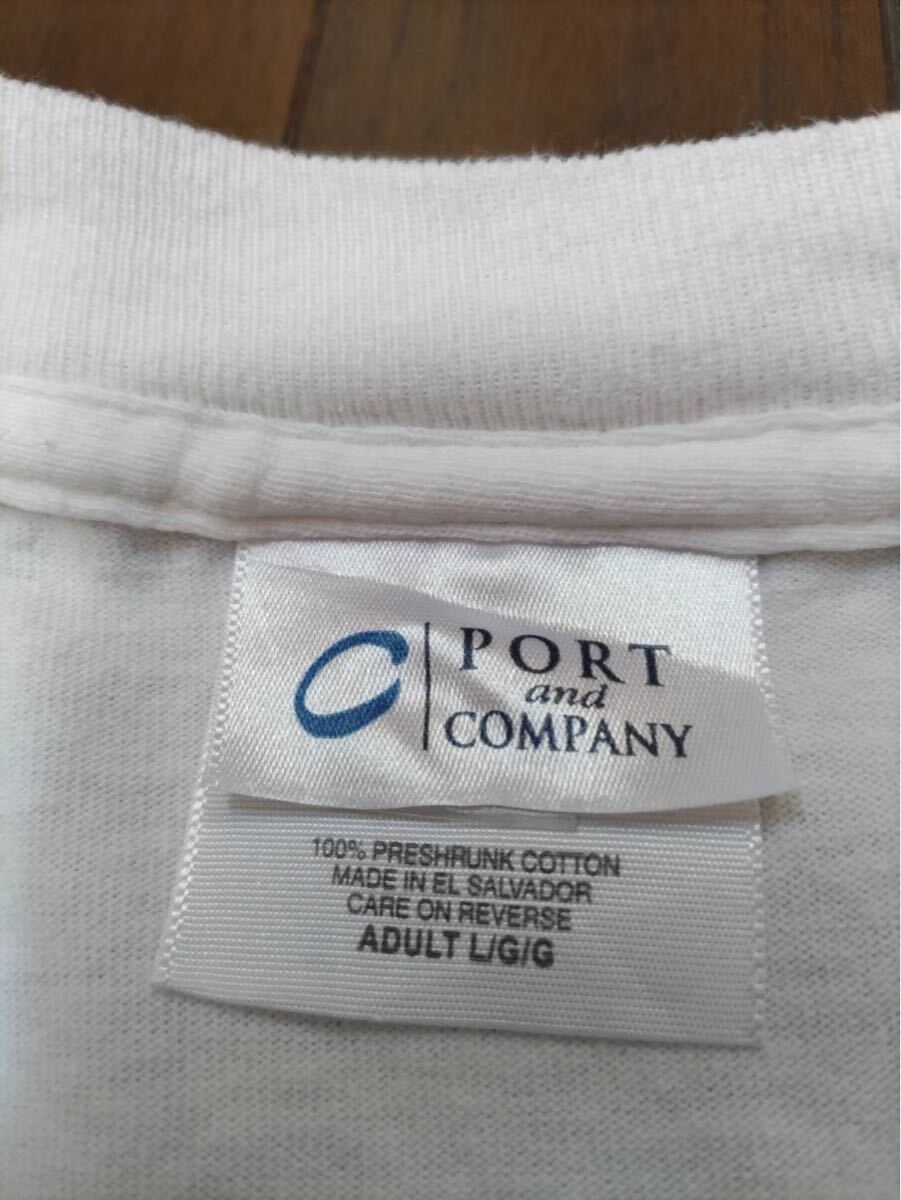 PORT
and
COMPANY
100% PRESHRUNK COTTON
MADE IN EL SALVADOR
CARE ON REVERSE
ADULT L/G/G